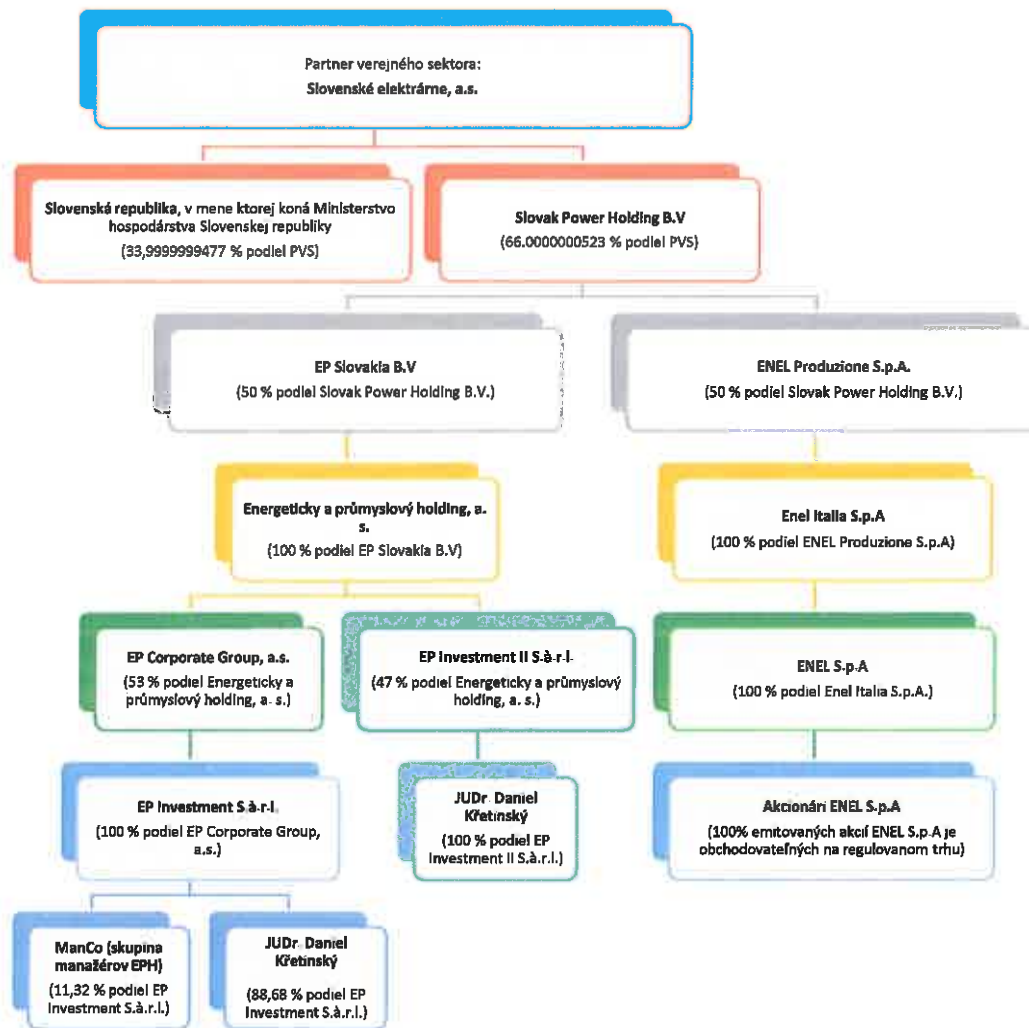 Partner verejného sektora:
Slovenské elektrárne, a.s.
Slovenská republika, v mene ktorej koná Ministvo
hospodárstva Slovenskej republiky
(33,9999999477 % podiel PVS)
Slovak Power Holding B.V
(66.0000000523 % podiel PVS)
EP Slovakia B.V
(50 % podiel Slovak Power Holding B.V.)
ENEL Produzione S.p.A.
(50 % podiel Slovak Power Holding B.V.)
Energeticky a průmyslový holding, a.
s.
(100 % podiel EP Slovakia B.V)
Enel Italia S.p.A
(100 % podiel ENEL Produzione S.p.A)
EP Corporate Group, a.s.
(53 % podiel Energeticky a
průmyslový holding, a. s.)
EP Investment II S.à.r.l.
(47 % podiel Energeticky a průmyslový
holding, a. s.)
ENEL S.p.A
(100 % podiel Enel Italia S.p.A.)
EP Investment S.à.r.l.
(100 % podiel EP Corporate Group,
a.s.)
JUDr. Daniel
Křetínský
(100 % podiel EP
Investment II S.à.r.l.)
Akcionári ENEL S.p.A
(100% emitovaných akcií ENEL S.p.A je
obchodovateľných na regulovanom trhu)
ManCo (skupina
manažérov EPH)
(11,32 % podiel EP
Investment S.à.r.l.)
JUDr. Daniel
Křetínský
(88,68 % podiel EP
Investment S.à.r.l.)